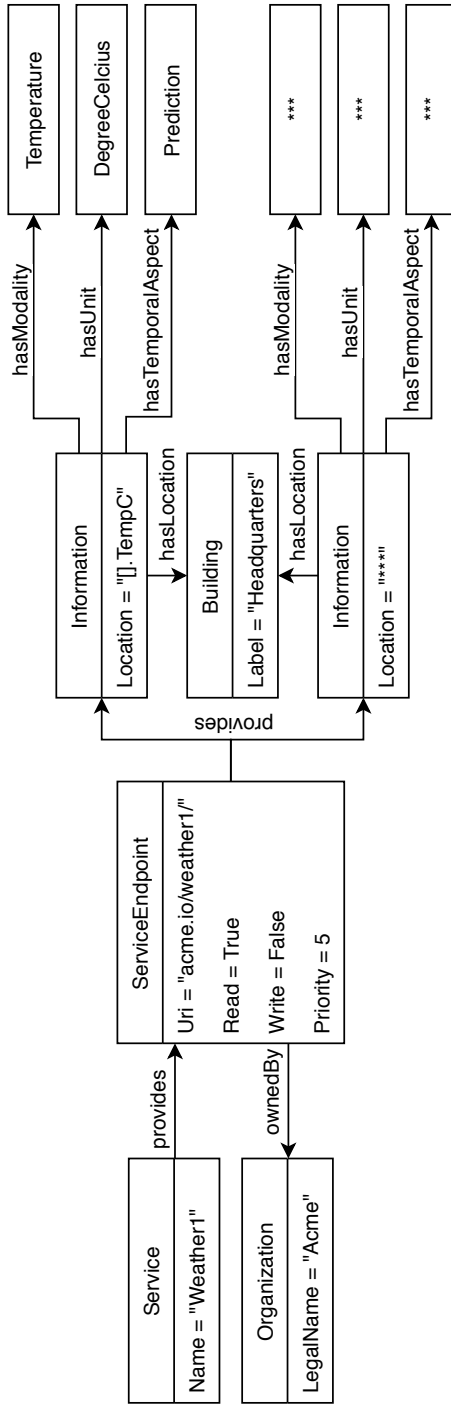 Service
Name = "Weather1"
provides
Organization
LegalName = "Acme"
ownedBy
ServiceEndpoint
Uri = "acme.io/weather1/"
Read = True
Write = False
Priority = 5
provides
Information
Location = "[].TempC"
hasLocation
Building
Label = "Headquarters"
hasLocation
Information
Location = "***"
hasModality
Temperature
hasUnit
DegreeCelcius
hasTemporalAspect
Prediction
hasModality
***
hasUnit
***
hasTemporalAspect
***